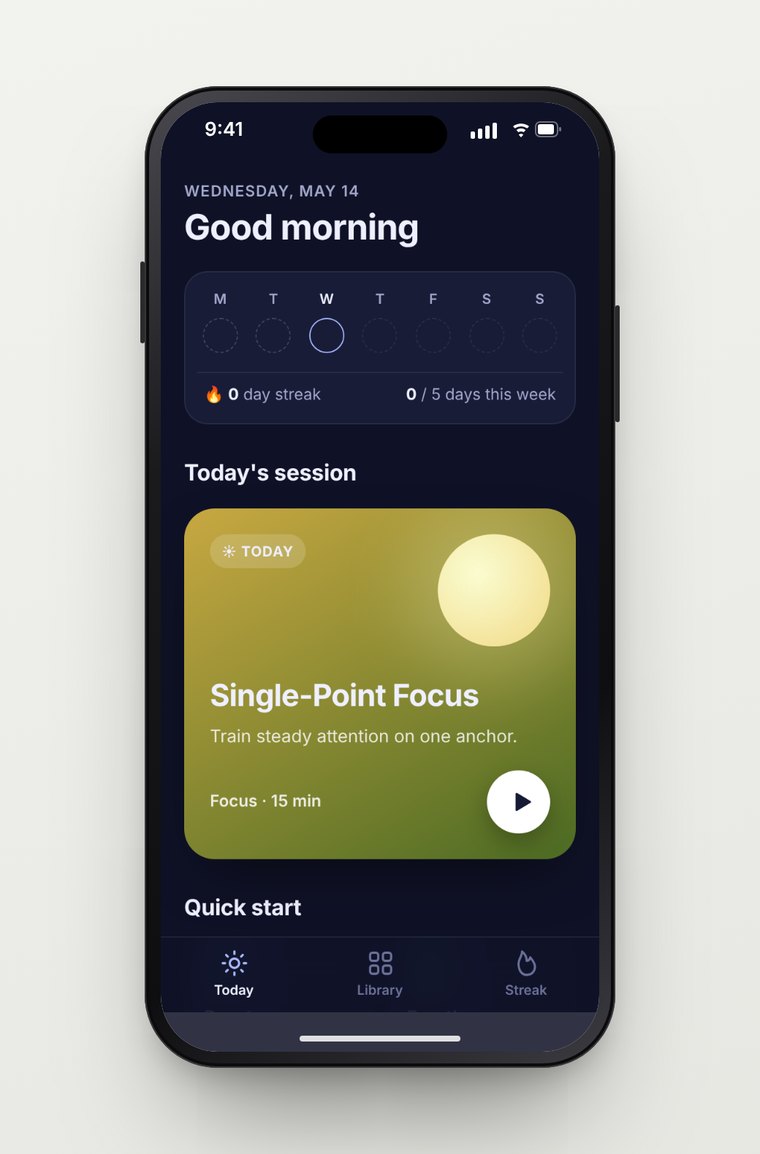 9:41
WEDNESDAY, MAY 14
Good morning
M T W T F S S
🔥 0 day streak
0 / 5 days this week
Today's session
☀ TODAY
Single-Point Focus
Train steady attention on one anchor.
Focus · 15 min
Quick start
Today
Library
Streak